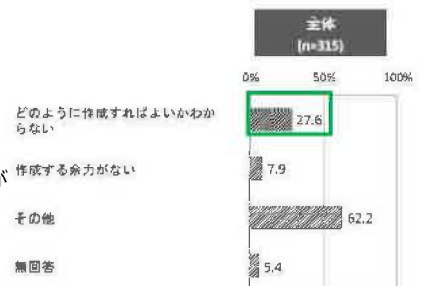 主体
(n=315)
0% 50% 100%
どのように作成すればよいかわか
らない
27.6
が
作成する余力がない
7.9
その他
62.2
無回答
5.4